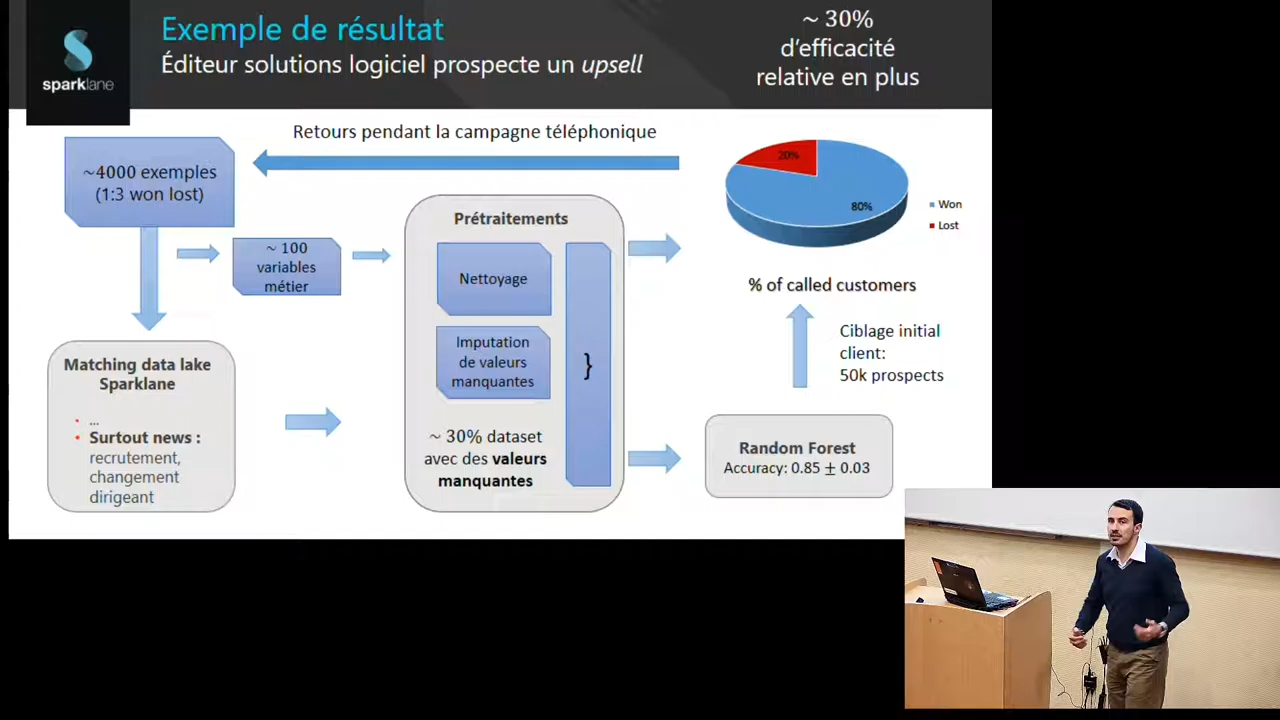 sparklane
Exemple de résultat
Éditeur solutions logiciel prospecte un upsell
~ 30%
d'efficacité
relative en plus
Retours pendant la campagne téléphonique
~4000 exemples
(1:3 won lost)
~ 100
variables
métier
Matching data lake
Sparklane
• ...
• Surtout news :
recrutement,
changement
dirigeant
Prétraitements
Nettoyage
Imputation
de valeurs
manquantes
}
~ 30% dataset
avec des valeurs
manquantes
20%
80%
Won
Lost
% of called customers
Ciblage initial
client:
50k prospects
Random Forest
Accuracy: 0.85 ± 0.03